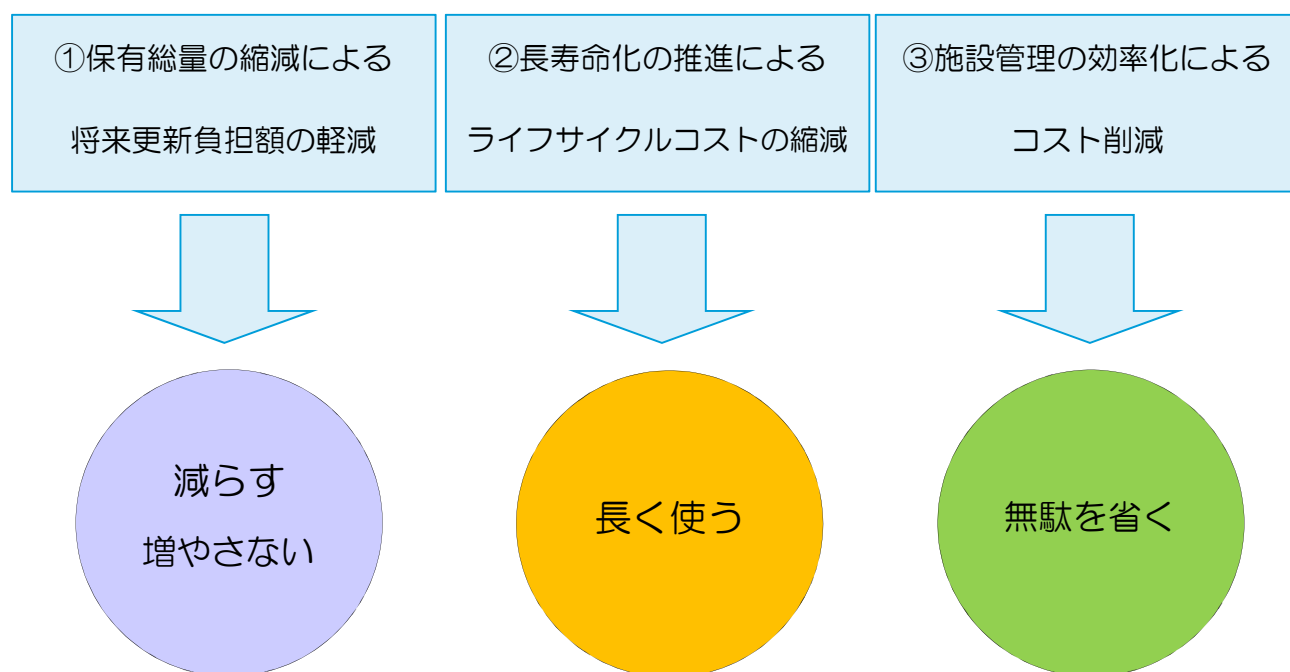 ①保有総量の縮減による
将来更新負担額の軽減
②長寿命化の推進による
ライフサイクルコストの縮減
③施設管理の効率化による
コスト削減
減らす
増やさない
長く使う
無駄を省く